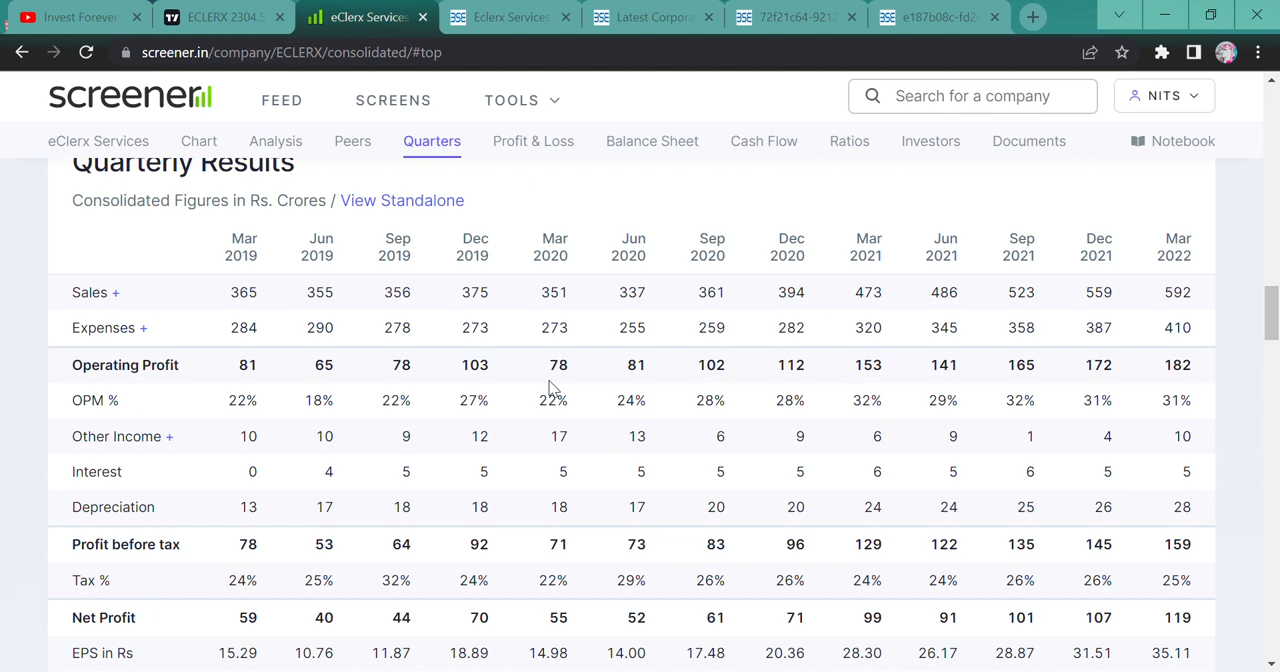 Invest Forever
ECLERX 2304.5
eClerx Services
Eclerx Services
Latest Corpora
72f21c64-9212
e187b08c-fd2c
screener.in/company/ECLERX/consolidated/#top
screener
FEED
SCREENS
TOOLS
Search for a company
NITS
eClerx Services Chart Analysis Peers Quarters Profit & Loss Balance Sheet Cash Flow Ratios Investors Documents Notebook
Quarterly Results
Consolidated Figures in Rs. Crores / View Standalone
Mar Jun Sep Dec Mar Jun Sep Dec Mar Jun Sep Dec Mar
2019 2019 2019 2019 2020 2020 2020 2020 2021 2021 2021 2021 2022
Sales + 365 355 356 375 351 337 361 394 473 486 523 559 592
Expenses + 284 290 278 273 273 255 259 282 320 345 358 387 410
Operating Profit 81 65 78 103 78 81 102 112 153 141 165 172 182
OPM % 22% 18% 22% 27% 22% 24% 28% 28% 32% 29% 32% 31% 31%
Other Income + 10 10 9 12 17 13 6 9 6 9 1 4 10
Interest 0 4 5 5 5 5 5 5 6 5 6 5 5
Depreciation 13 17 18 18 18 17 20 20 24 24 25 26 28
Profit before tax 78 53 64 92 71 73 83 96 129 122 135 145 159
Tax % 24% 25% 32% 24% 22% 29% 26% 26% 24% 24% 26% 26% 25%
Net Profit 59 40 44 70 55 52 61 71 99 91 101 107 119
EPS in Rs 15.29 10.76 11.87 18.89 14.98 14.00 17.48 20.36 28.30 26.17 28.87 31.51 35.11